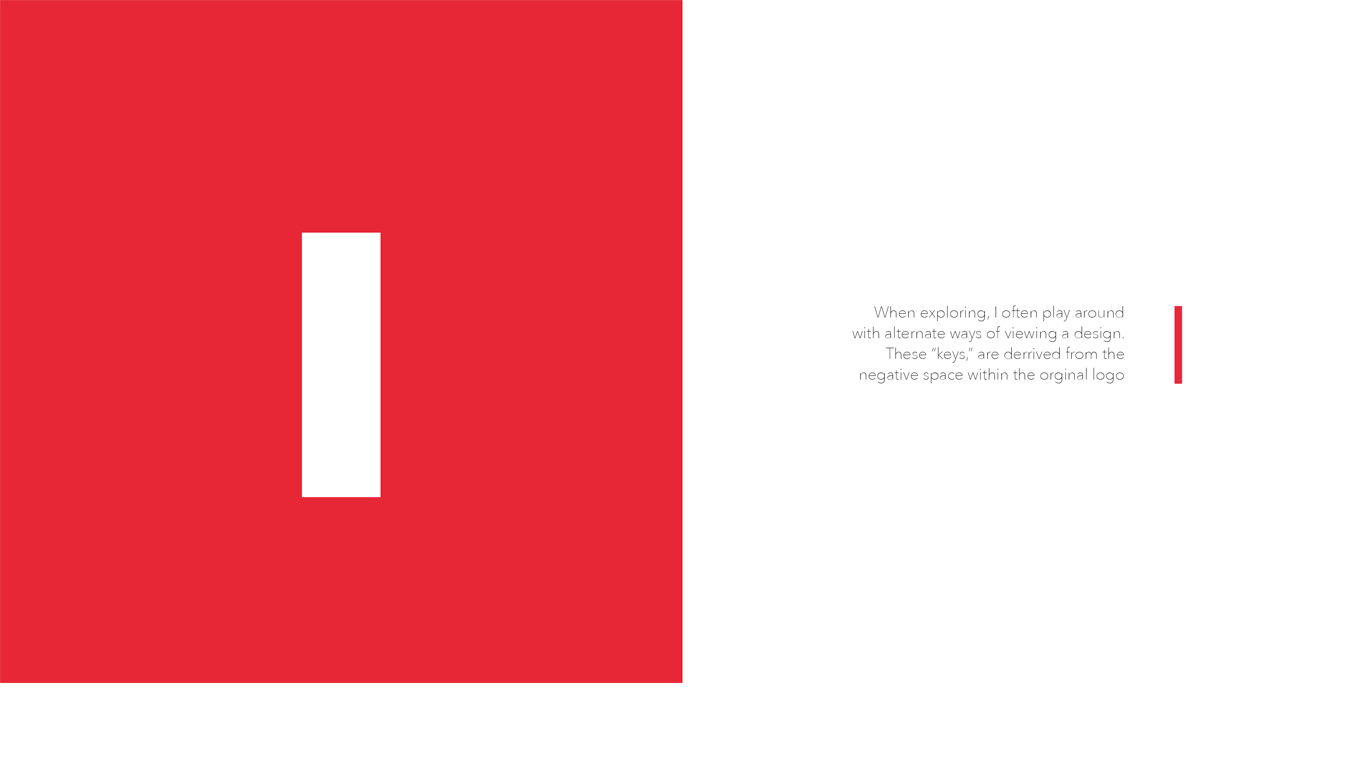 When exploring, I often play around
with alternate ways of viewing a design.
These “keys,” are derrived from the
negative space within the orginal logo